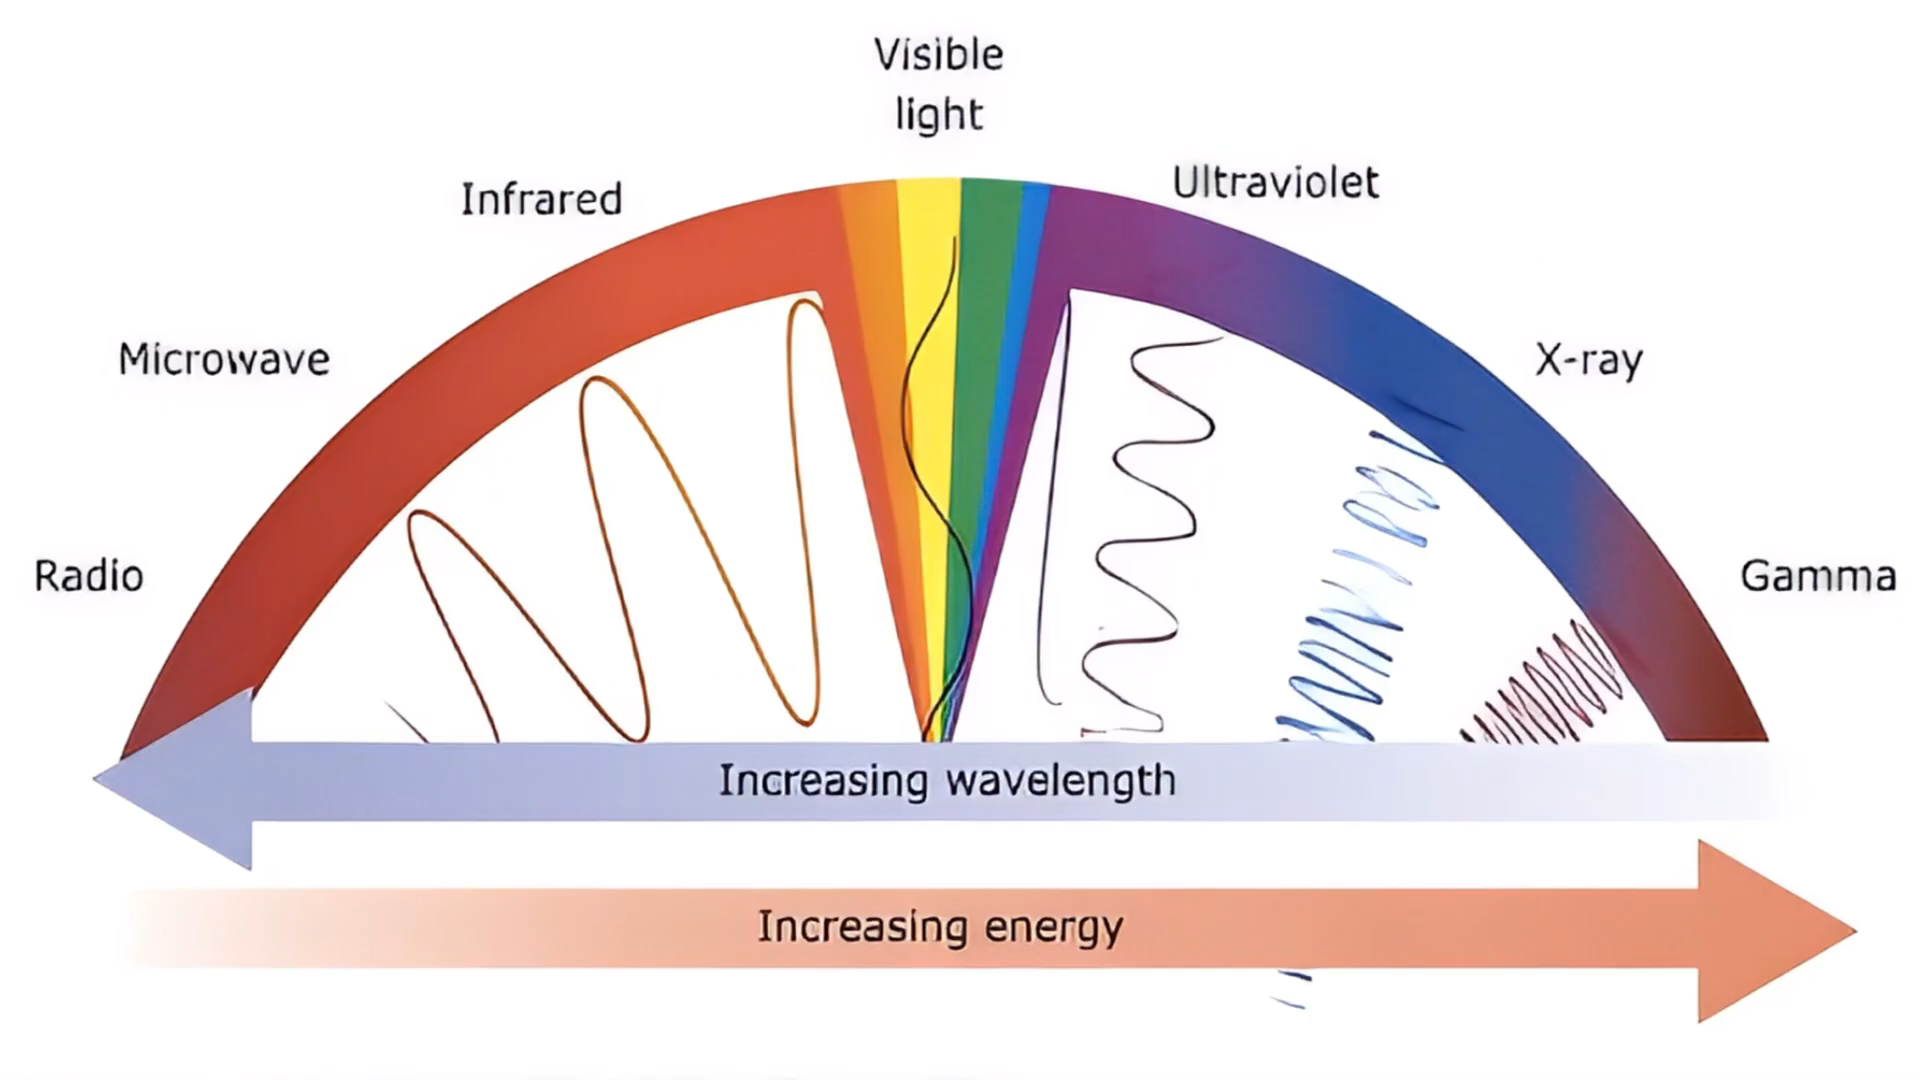 Visible
light
Infrared
Ultraviolet
Microwave
X-ray
Radio
Gamma
Increasing wavelength
Increasing energy